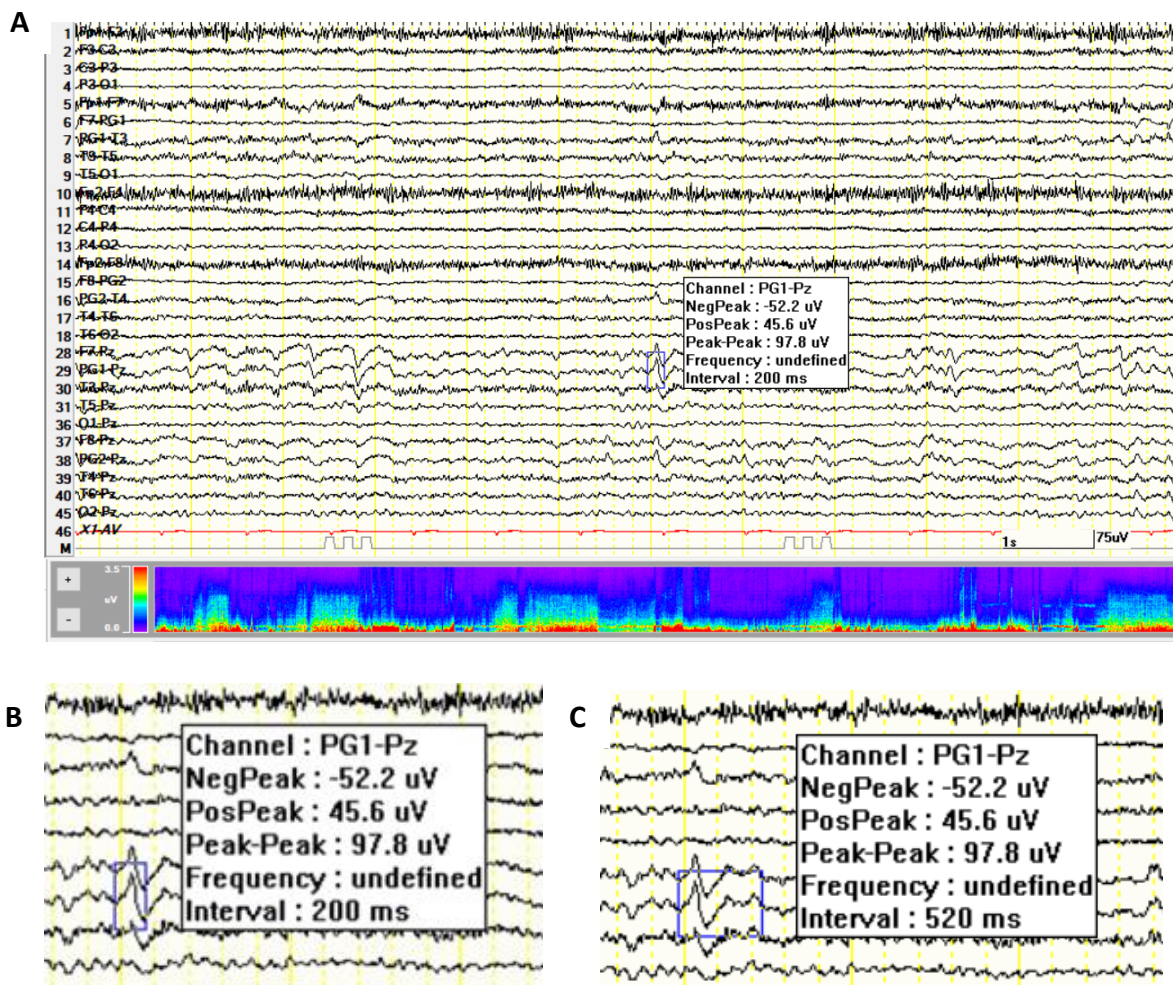 A
1 Fp1-F3
2 F3-C3
3 C3-P3
4 P3-O1
5 Fp1-F7
6 F7-PG1
7 PG1-T3
8 T3-T5
9 T5-O1
10 Fp2-F4
11 F4-C4
12 C4-P4
13 P4-O2
14 Fp2-F8
15 F8-PG2
16 PG2-T4
17 T4-T6
18 T6-O2
28 F7-Pz
29 PG1-Pz
30 T3-Pz
31 T5-Pz
36 O1-Pz
37 F8-Pz
38 PG2-Pz
39 T4-Pz
40 T6-Pz
45 O2-Pz
46 X1-AV
M
Channel : PG1-Pz
NegPeak : -52.2 uV
PosPeak : 45.6 uV
Peak-Peak : 97.8 uV
Frequency : undefined
Interval : 200 ms
1s 75uV
+ 3.5
uV
- 0.0
B
Channel : PG1-Pz
NegPeak : -52.2 uV
PosPeak : 45.6 uV
Peak-Peak : 97.8 uV
Frequency : undefined
Interval : 200 ms
C
Channel : PG1-Pz
NegPeak : -52.2 uV
PosPeak : 45.6 uV
Peak-Peak : 97.8 uV
Frequency : undefined
Interval : 520 ms